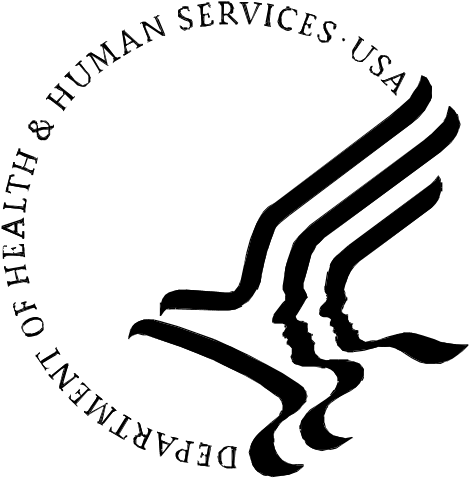 DEPARTMENT OF HEALTH & HUMAN SERVICES · USA